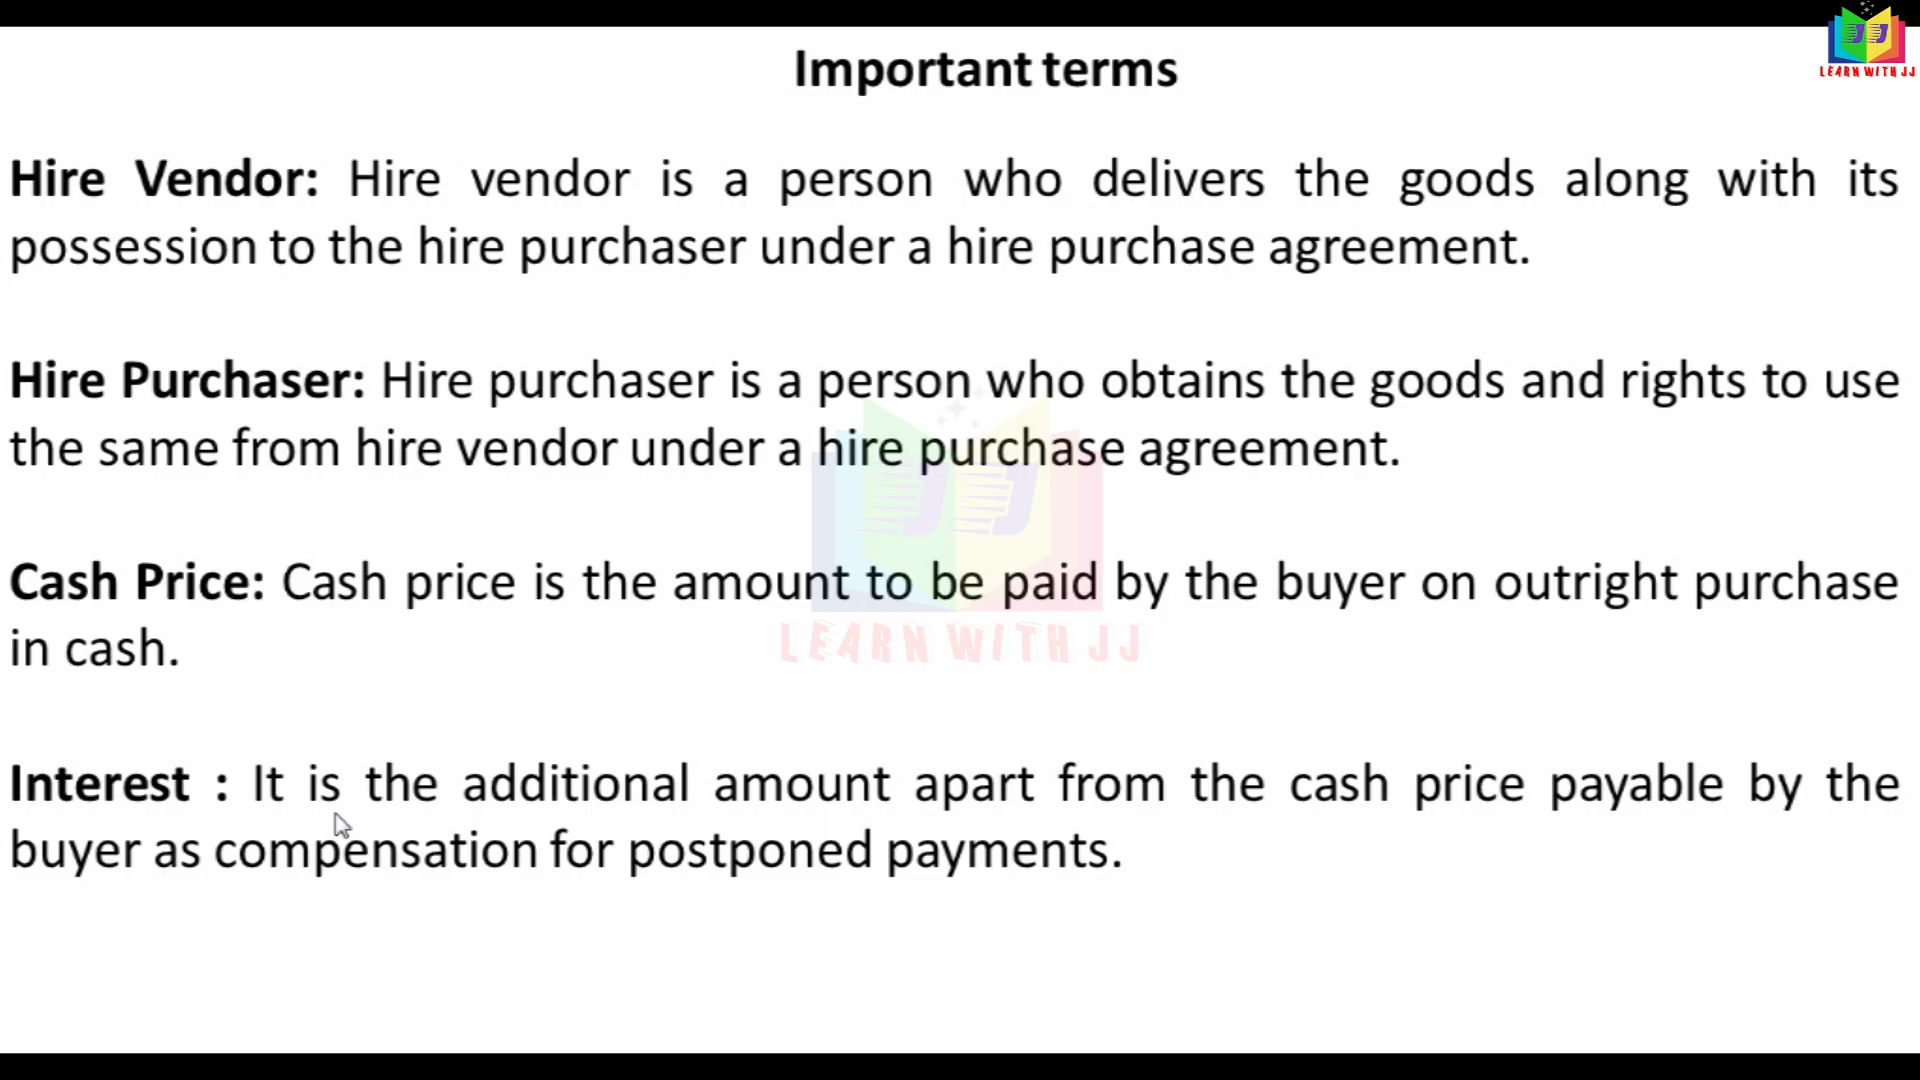 LEARN WITH JJ
Important terms
Hire Vendor: Hire vendor is a person who delivers the goods along with its
possession to the hire purchaser under a hire purchase agreement.
Hire Purchaser: Hire purchaser is a person who obtains the goods and rights to use
the same from hire vendor under a hire purchase agreement.
JJ
Cash Price: Cash price is the amount to be paid by the buyer on outright purchase
in cash.
LEARN WITH JJ
Interest : It is the additional amount apart from the cash price payable by the
buyer as compensation for postponed payments.